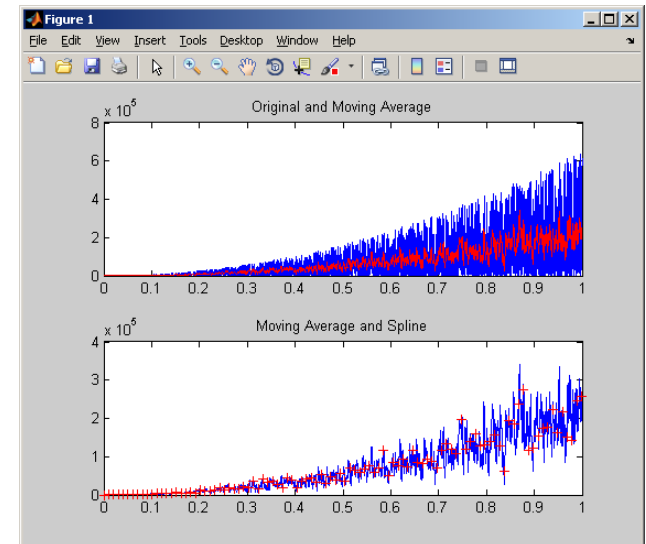 Figure 1
File Edit View Insert Tools Desktop Window Help
Original and Moving Average
x 10^5
8
6
4
2
0
0 0.1 0.2 0.3 0.4 0.5 0.6 0.7 0.8 0.9 1
Moving Average and Spline
x 10^5
4
3
2
1
0
0 0.1 0.2 0.3 0.4 0.5 0.6 0.7 0.8 0.9 1